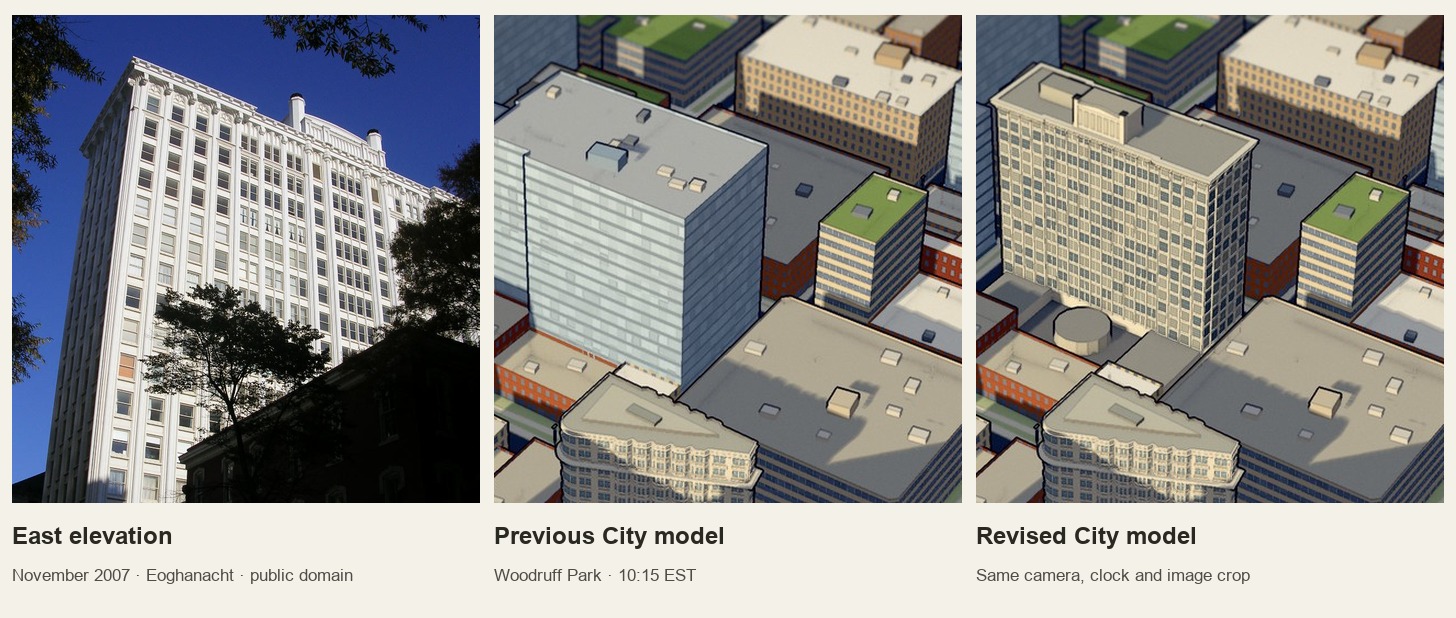 East elevation
November 2007 · Eoghanacht · public domain
Previous City model
Woodruff Park · 10:15 EST
Revised City model
Same camera, clock and image crop